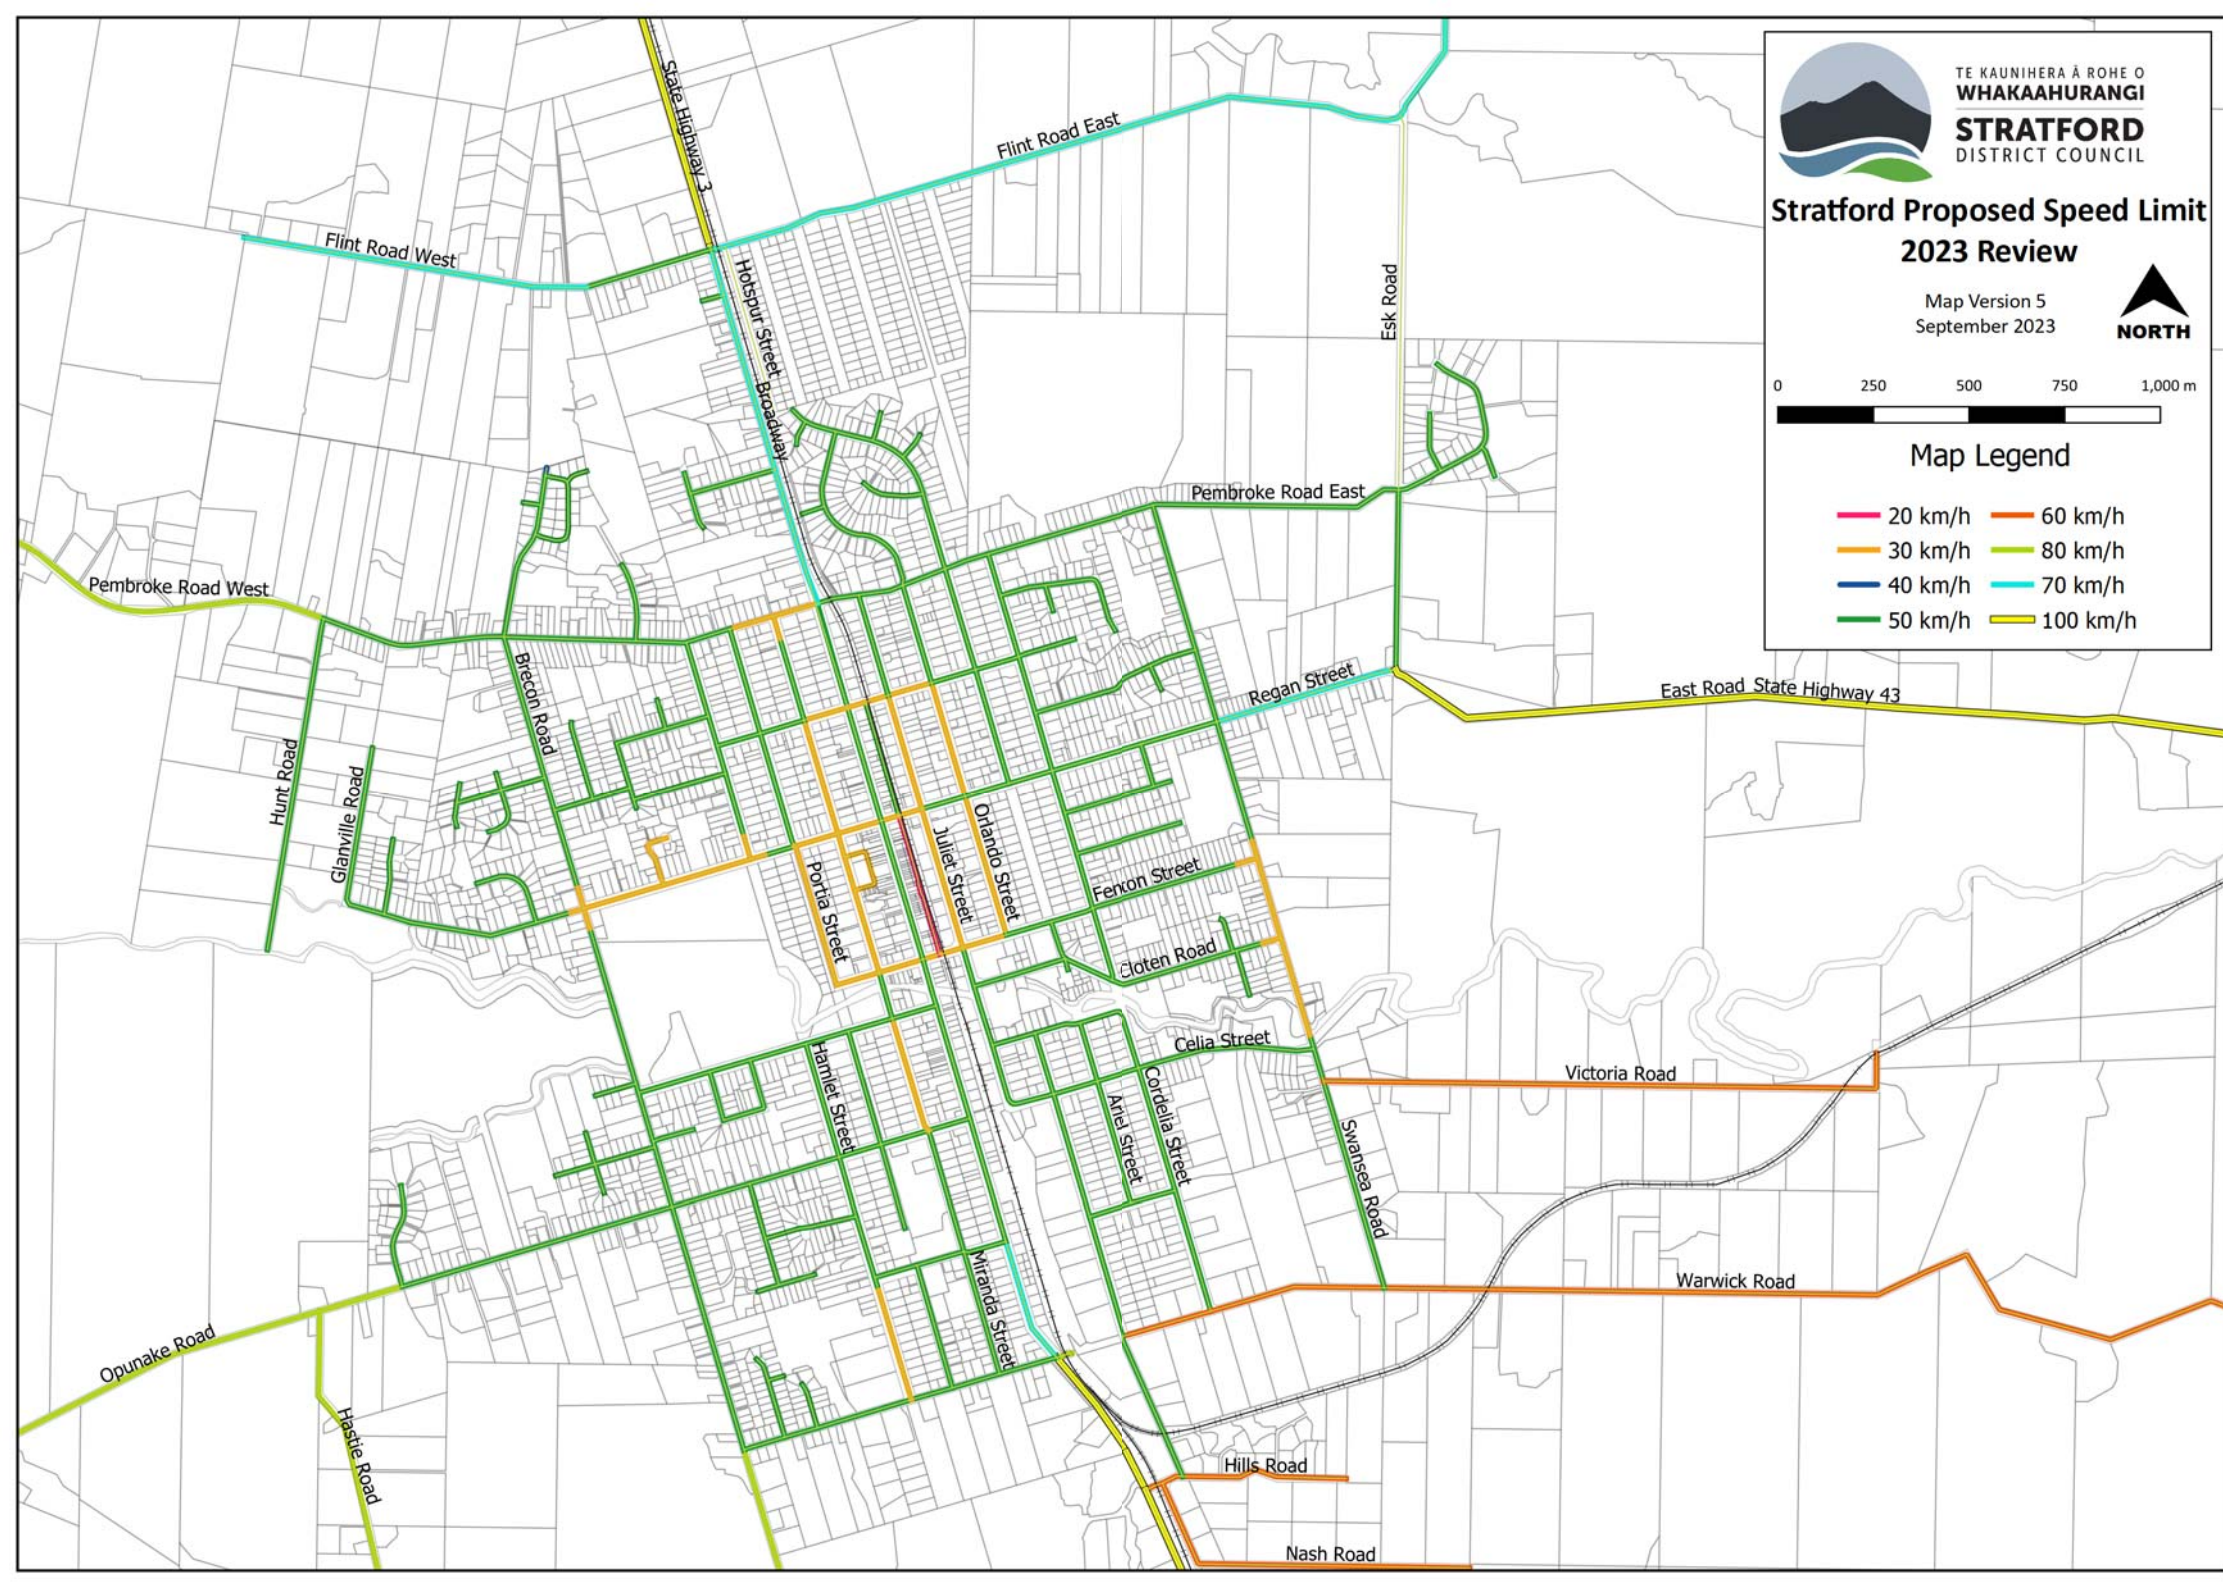 TE KAUNIHERA Ā ROHE O
WHAKAAHURANGI
STRATFORD
DISTRICT COUNCIL
Stratford Proposed Speed Limit
2023 Review
Map Version 5
September 2023
NORTH
0 250 500 750 1,000 m
Map Legend
20 km/h 60 km/h
30 km/h 80 km/h
40 km/h 70 km/h
50 km/h 100 km/h
State Highway 3
Flint Road East
Flint Road West
Hotspur Street
Esk Road
Broadway
Pembroke Road East
Pembroke Road West
Brecon Road
Regan Street
East Road State Highway 43
Hunt Road
Glanville Road
Orlando Street
Juliet Street
Portia Street
Fenton Street
Cloten Road
Celia Street
Hamlet Street
Victoria Road
Cordelia Street
Ariel Street
Swansea Road
Miranda Street
Warwick Road
Opunake Road
Hastie Road
Hills Road
Nash Road